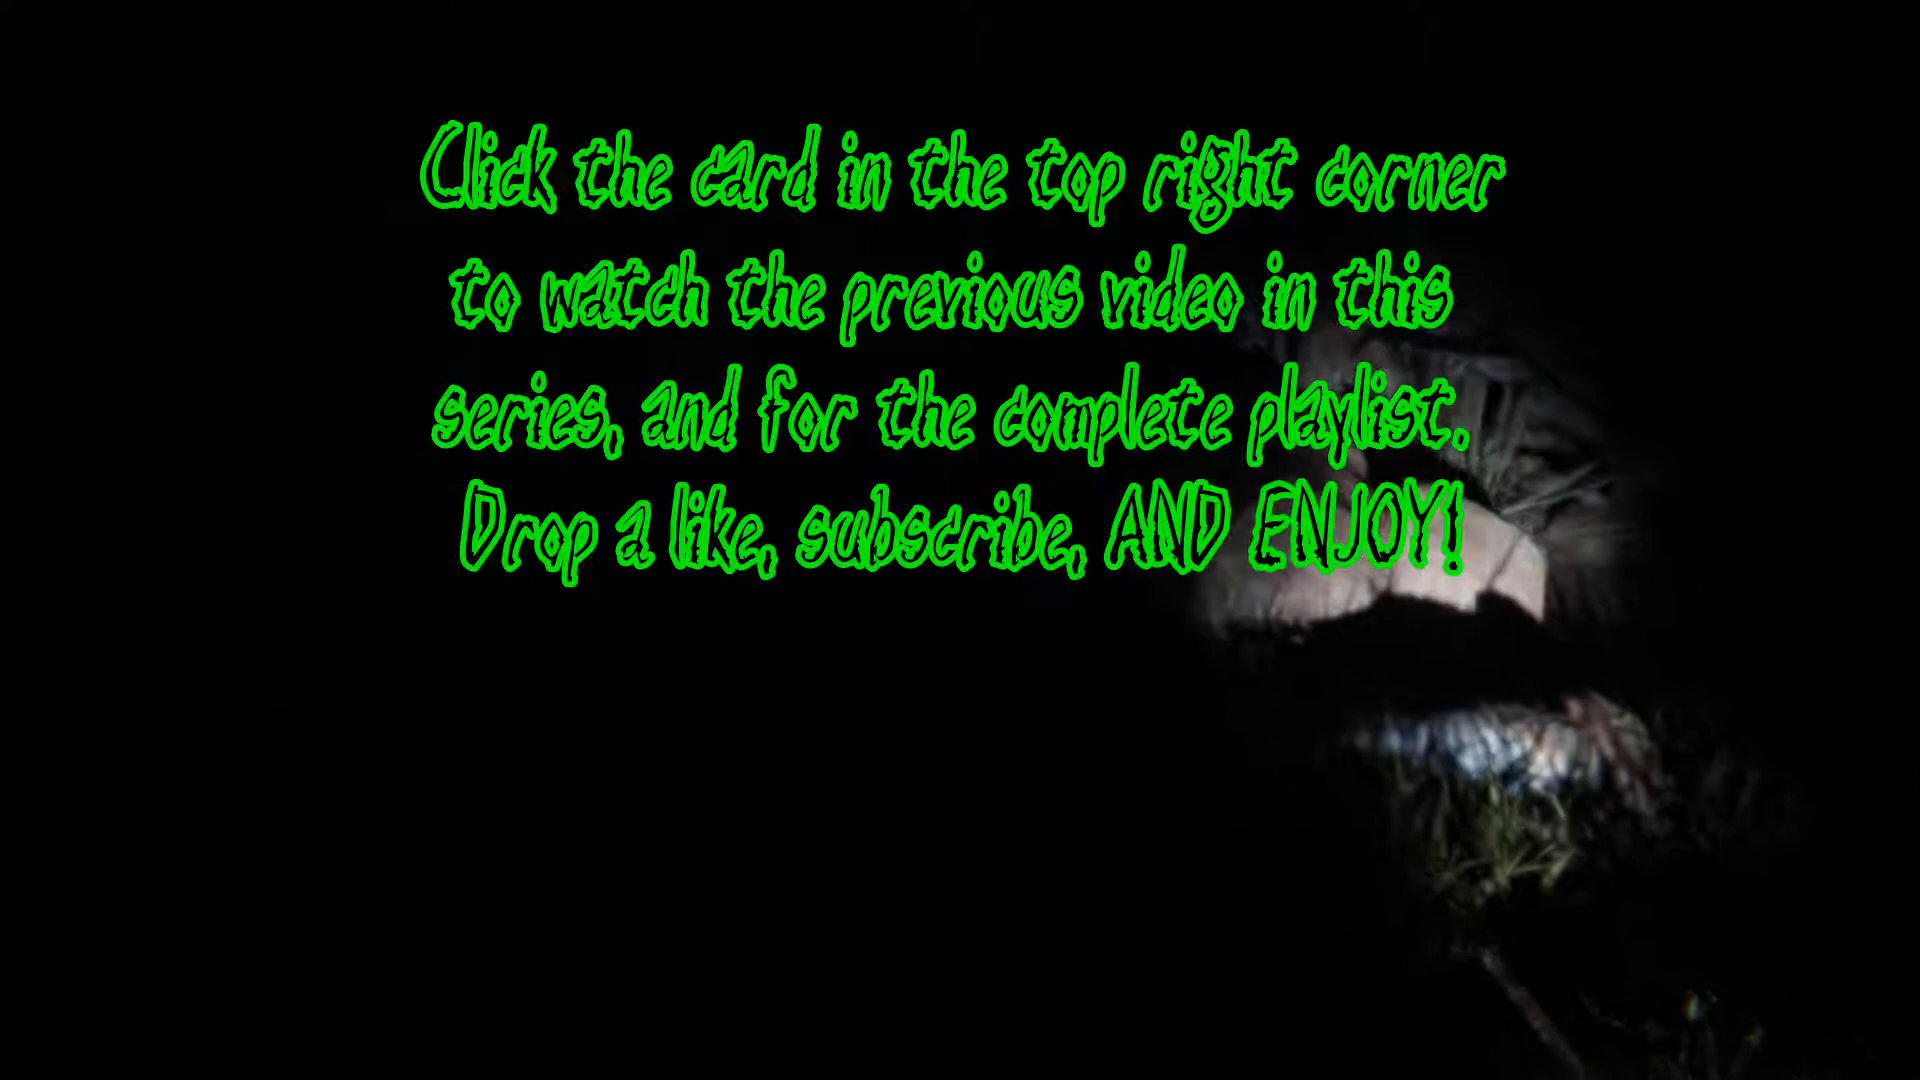 Click the card in the top right corner
to watch the previous video in this
series, and for the complete playlist.
Drop a like, subscribe, AND ENJOY!